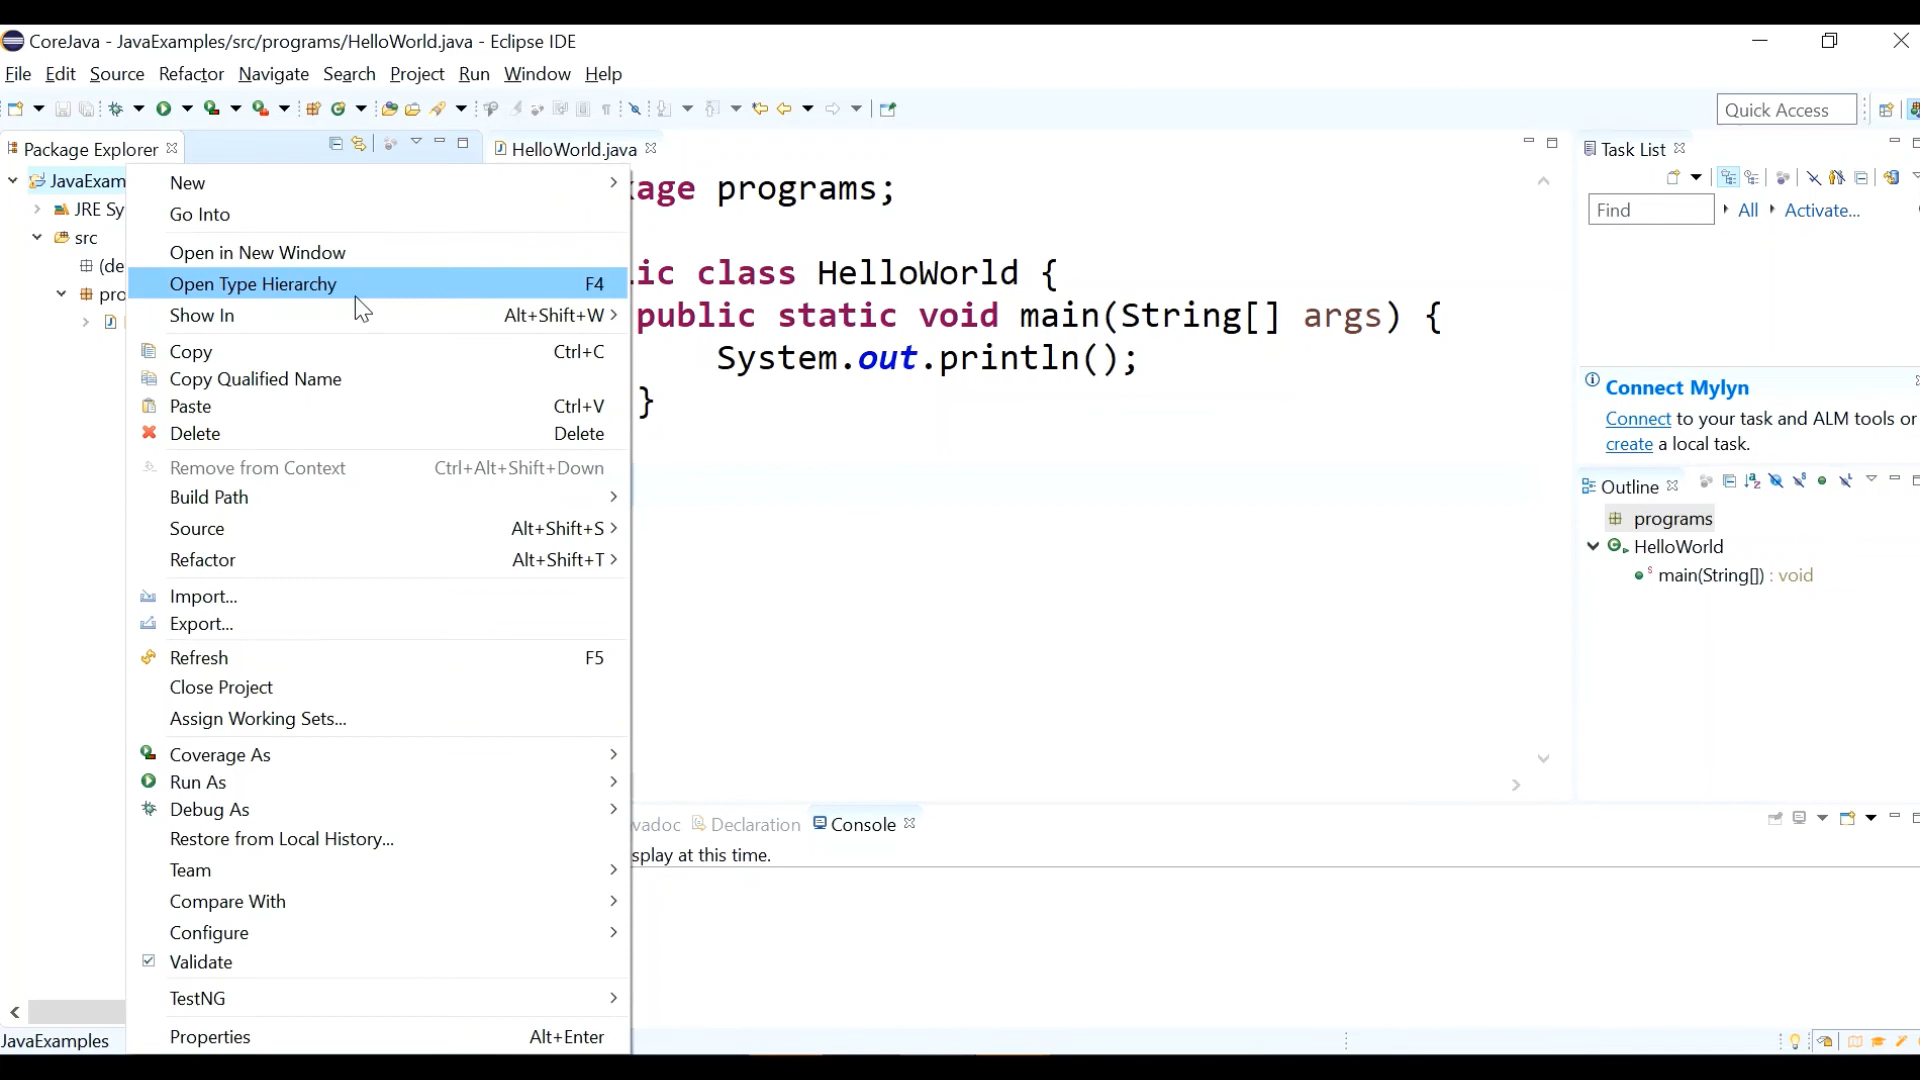 CoreJava - JavaExamples/src/programs/HelloWorld.java - Eclipse IDE
File Edit Source Refactor Navigate Search Project Run Window Help
Quick Access
Package Explorer
HelloWorld.java
Task List
JavaExam
JRE Sy
src
(de
pro
New
Go Into
Open in New Window
Open Type Hierarchy F4
Show In Alt+Shift+W
Copy Ctrl+C
Copy Qualified Name
Paste Ctrl+V
Delete Delete
Remove from Context Ctrl+Alt+Shift+Down
Build Path
Source Alt+Shift+S
Refactor Alt+Shift+T
Import...
Export...
Refresh F5
Close Project
Assign Working Sets...
Coverage As
Run As
Debug As
Restore from Local History...
Team
Compare With
Configure
Validate
TestNG
Properties Alt+Enter
kage programs;
ic class HelloWorld {
public static void main(String[] args) {
System.out.println();
}
Find All Activate...
Connect Mylyn
Connect to your task and ALM tools or
create a local task.
Outline
programs
HelloWorld
main(String[]) : void
vadoc Declaration Console
splay at this time.
JavaExamples